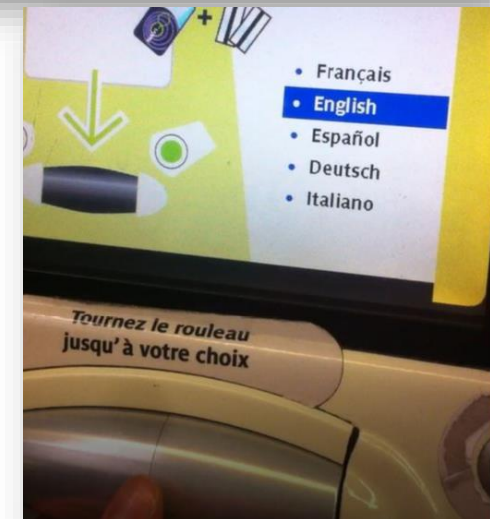 Français
English
Español
Deutsch
Italiano
Tournez le rouleau
jusqu'à votre choix